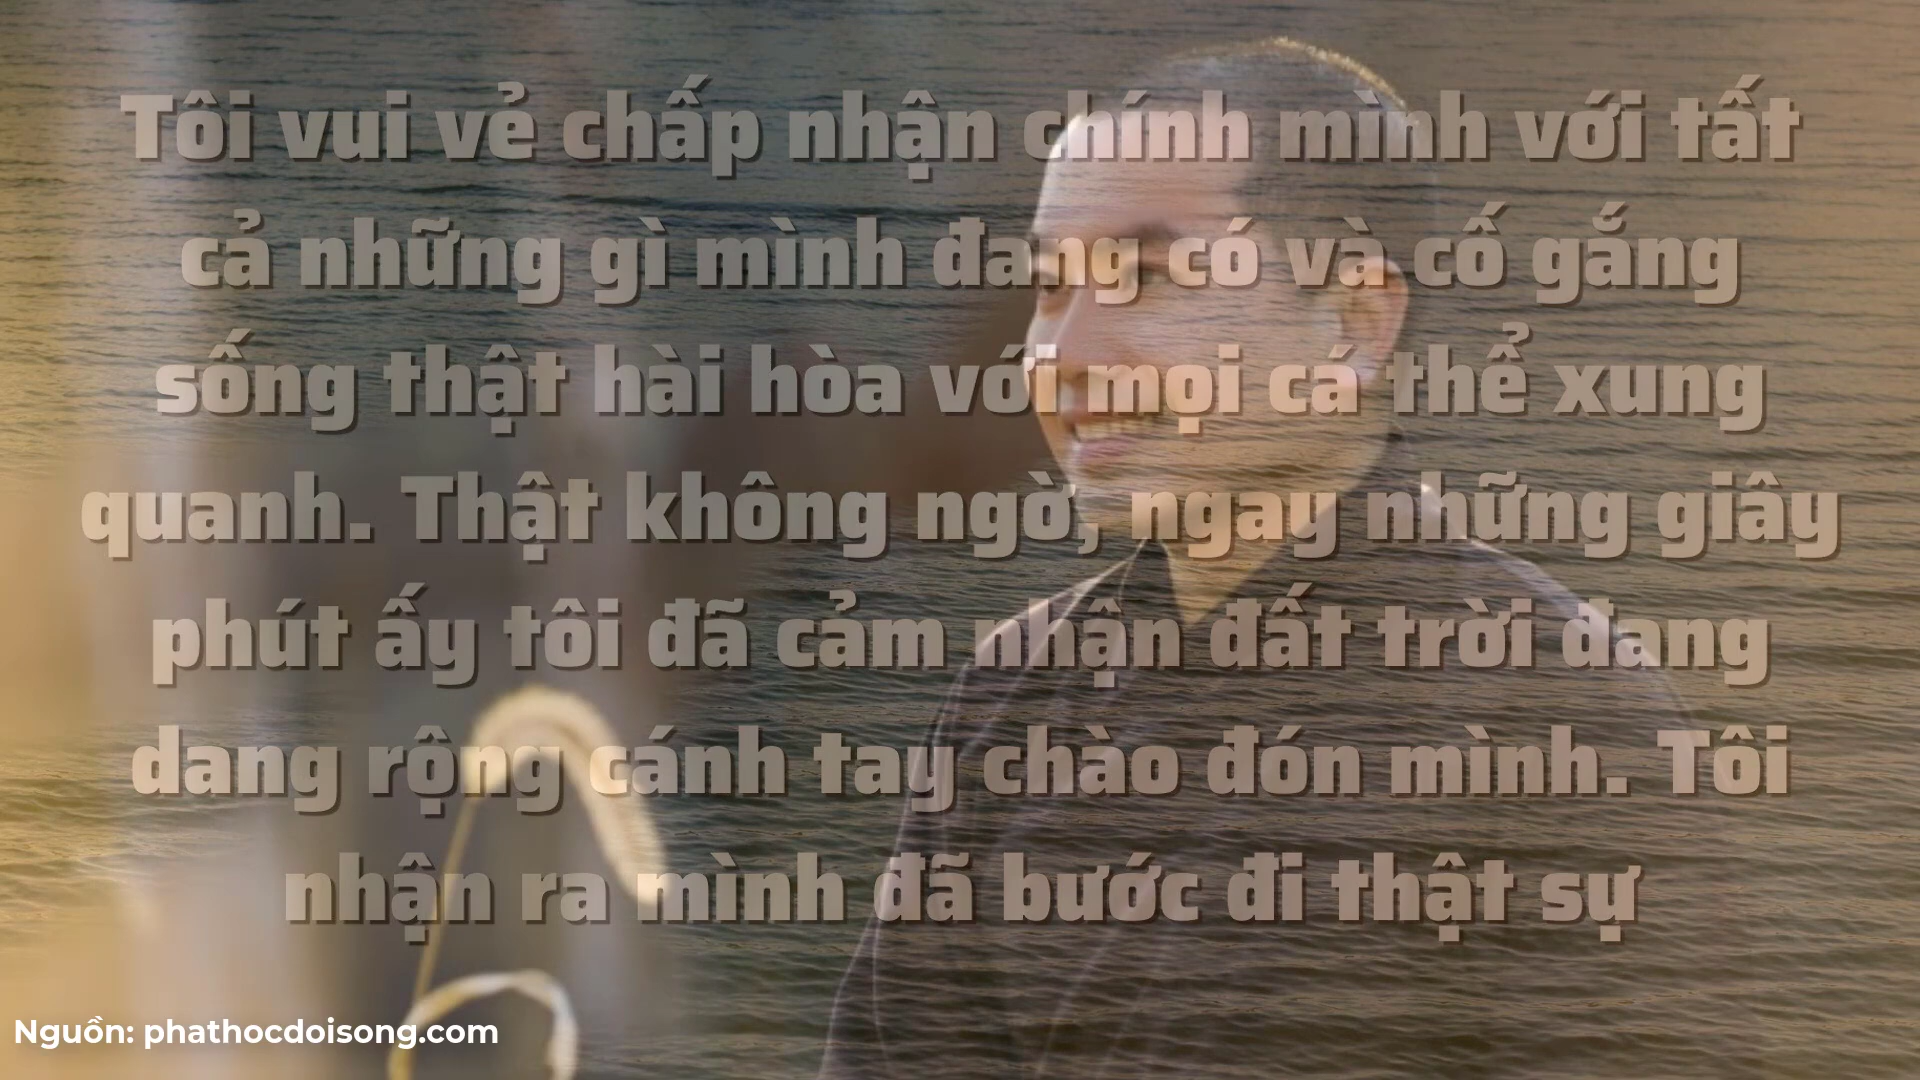 Tôi vui vẻ chấp nhận chính mình với tất
cả những gì mình đang có và cố gắng
sống thật hài hòa với mọi cá thể xung
quanh. Thật không ngờ, ngay những giây
phút ấy tôi đã cảm nhận đất trời đang
dang rộng cánh tay chào đón mình. Tôi
nhận ra mình đã bước đi thật sự
Nguồn: phathocdoisong.com